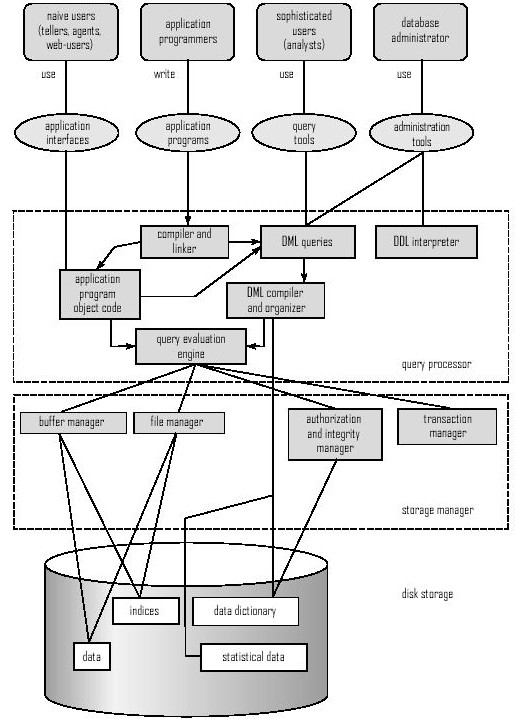 naive users
(tellers, agents,
web-users)
application
programmers
sophisticated
users
(analysts)
database
administrator
use
write
use
use
application
interfaces
application
programs
query
tools
administration
tools
compiler and
linker
DML queries
DDL interpreter
application
program
object code
DML compiler
and organizer
query evaluation
engine
query processor
buffer manager
file manager
authorization
and integrity
manager
transaction
manager
storage manager
disk storage
indices
data dictionary
data
statistical data